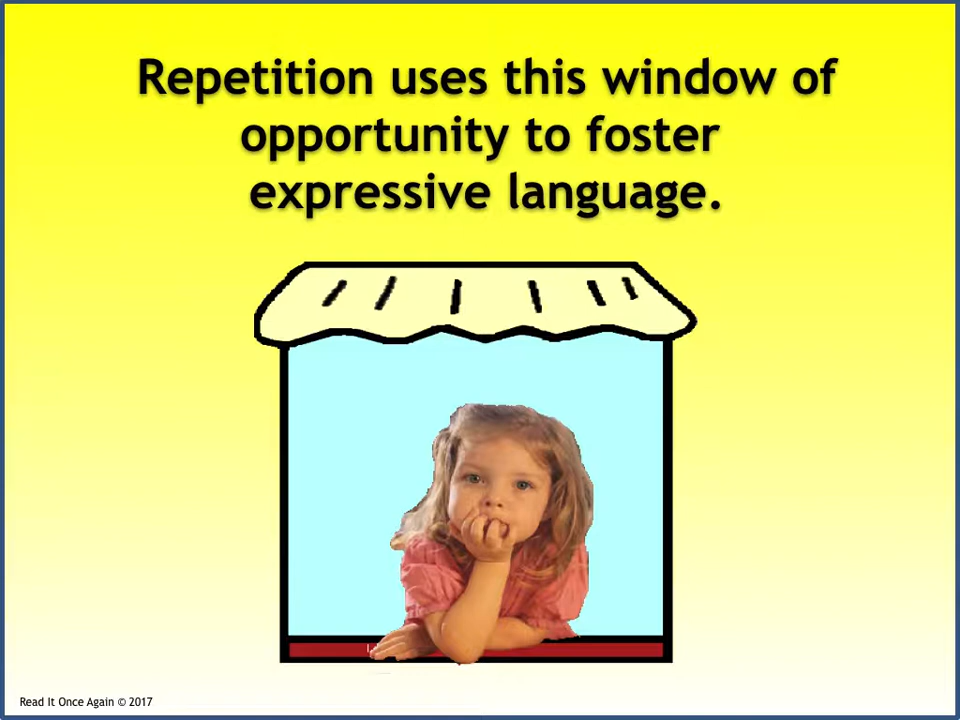 Repetition uses this window of
opportunity to foster
expressive language.
Read It Once Again © 2017